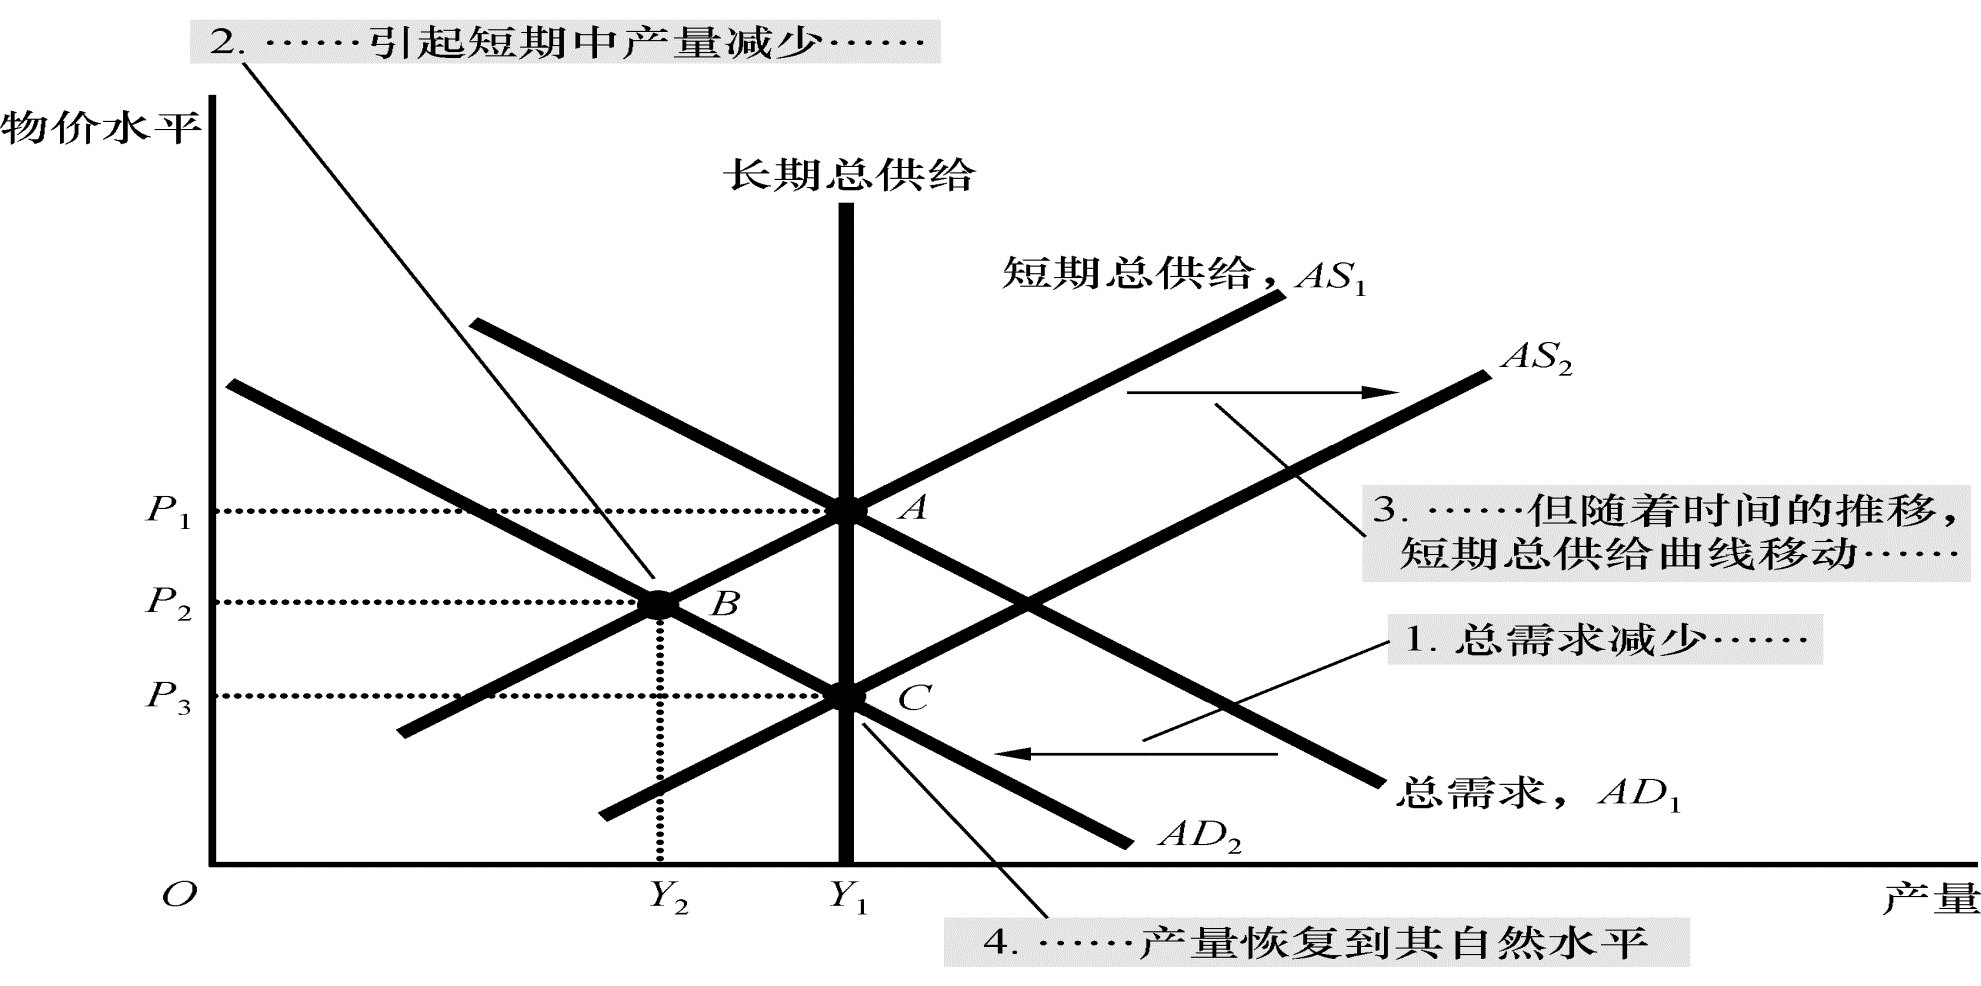 2. ……引起短期中产量减少……
物价水平
长期总供给
短期总供给，AS₁
AS₂
P₁
A
3. ……但随着时间的推移，
短期总供给曲线移动……
P₂
B
1. 总需求减少……
P₃
C
总需求，AD₁
AD₂
O
Y₂
Y₁
产量
4. ……产量恢复到其自然水平